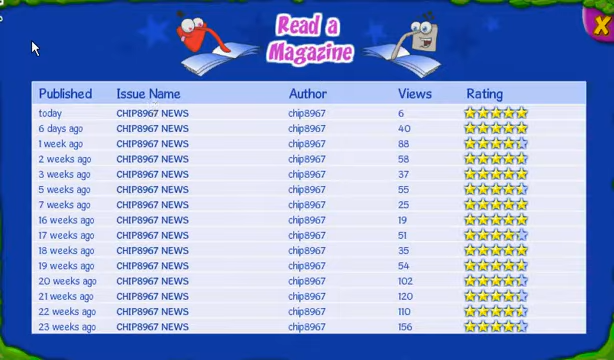 Read a
Magazine
X
Published Issue Name Author Views Rating
today CHIP8967 NEWS chip8967 6
6 days ago CHIP8967 NEWS chip8967 40
1 week ago CHIP8967 NEWS chip8967 88
2 weeks ago CHIP8967 NEWS chip8967 58
3 weeks ago CHIP8967 NEWS chip8967 37
5 weeks ago CHIP8967 NEWS chip8967 55
7 weeks ago CHIP8967 NEWS chip8967 25
16 weeks ago CHIP8967 NEWS chip8967 19
17 weeks ago CHIP8967 NEWS chip8967 51
18 weeks ago CHIP8967 NEWS chip8967 35
19 weeks ago CHIP8967 NEWS chip8967 54
20 weeks ago CHIP8967 NEWS chip8967 102
21 weeks ago CHIP8967 NEWS chip8967 120
22 weeks ago CHIP8967 NEWS chip8967 110
23 weeks ago CHIP8967 NEWS chip8967 156